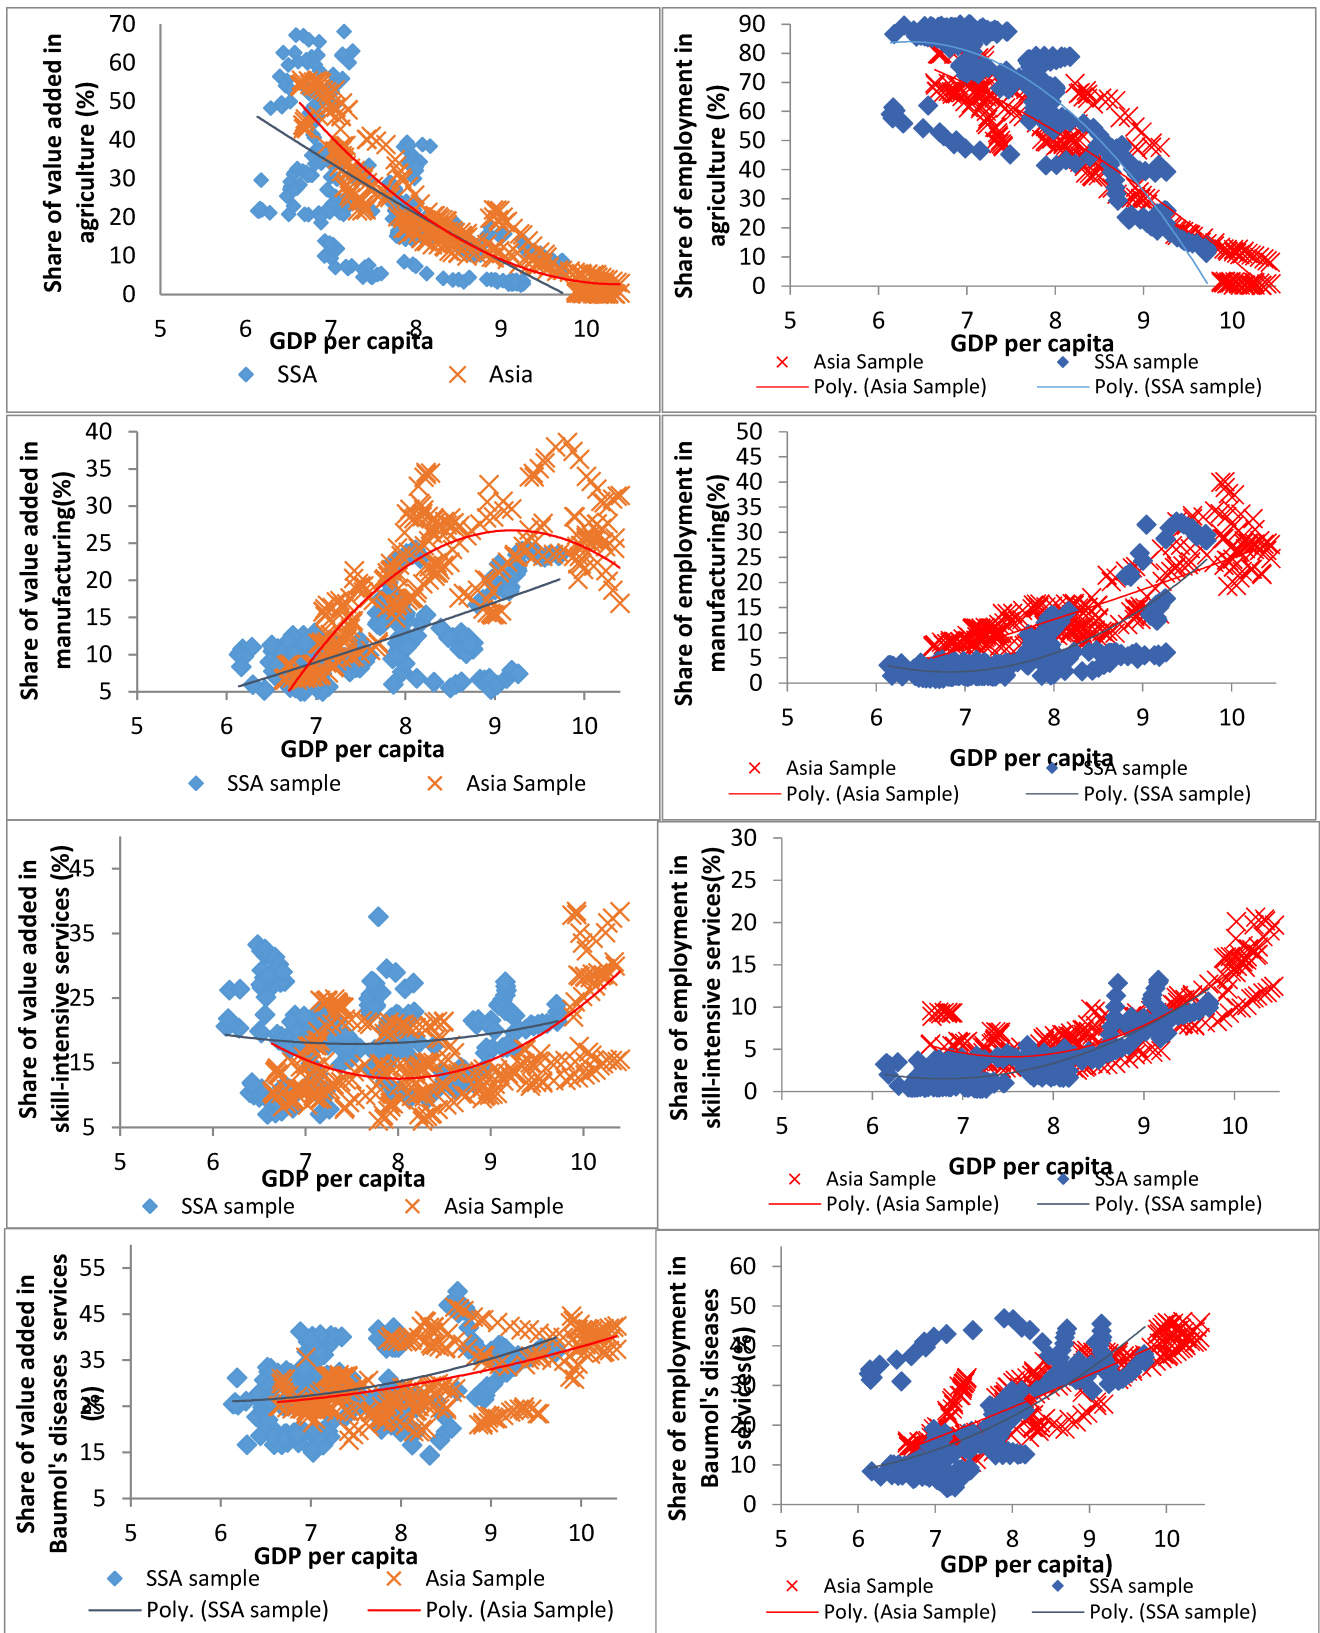 Share of value added in
agriculture (%)
70
60
50
40
30
20
10
0
5 6 7 8 9 10
GDP per capita
SSA Asia
Share of employment in
agriculture (%)
90
80
70
60
50
40
30
20
10
0
5 6 7 8 9 10
GDP per capita
Asia Sample SSA sample
Poly. (Asia Sample) Poly. (SSA sample)
Share of value added in
manufacturing(%)
40
35
30
25
20
15
10
5
5 6 7 8 9 10
GDP per capita
SSA sample Asia Sample
Share of employment in
manufacturing(%)
50
45
40
35
30
25
20
15
10
5
0
5 6 7 8 9 10
GDP per capita
Asia Sample SSA sample
Poly. (Asia Sample) Poly. (SSA sample)
Share of value added in
skill-intensive services (%)
45
35
25
15
5
5 6 7 8 9 10
GDP per capita
SSA sample Asia Sample
Share of employment in
skill-intensive services(%)
30
25
20
15
10
5
0
5 6 7 8 9 10
GDP per capita
Asia Sample SSA sample
Poly. (Asia Sample) Poly. (SSA sample)
Share of value added in
Baumol's diseases services
(%)
55
45
35
25
15
5
5 6 7 8 9 10
GDP per capita
SSA sample Asia Sample
Poly. (SSA sample) Poly. (Asia Sample)
Share of employment in
Baumol's diseases
services(%)
60
50
40
30
20
10
0
5 6 7 8 9 10
GDP per capita)
Asia Sample SSA sample
Poly. (Asia Sample) Poly. (SSA sample)